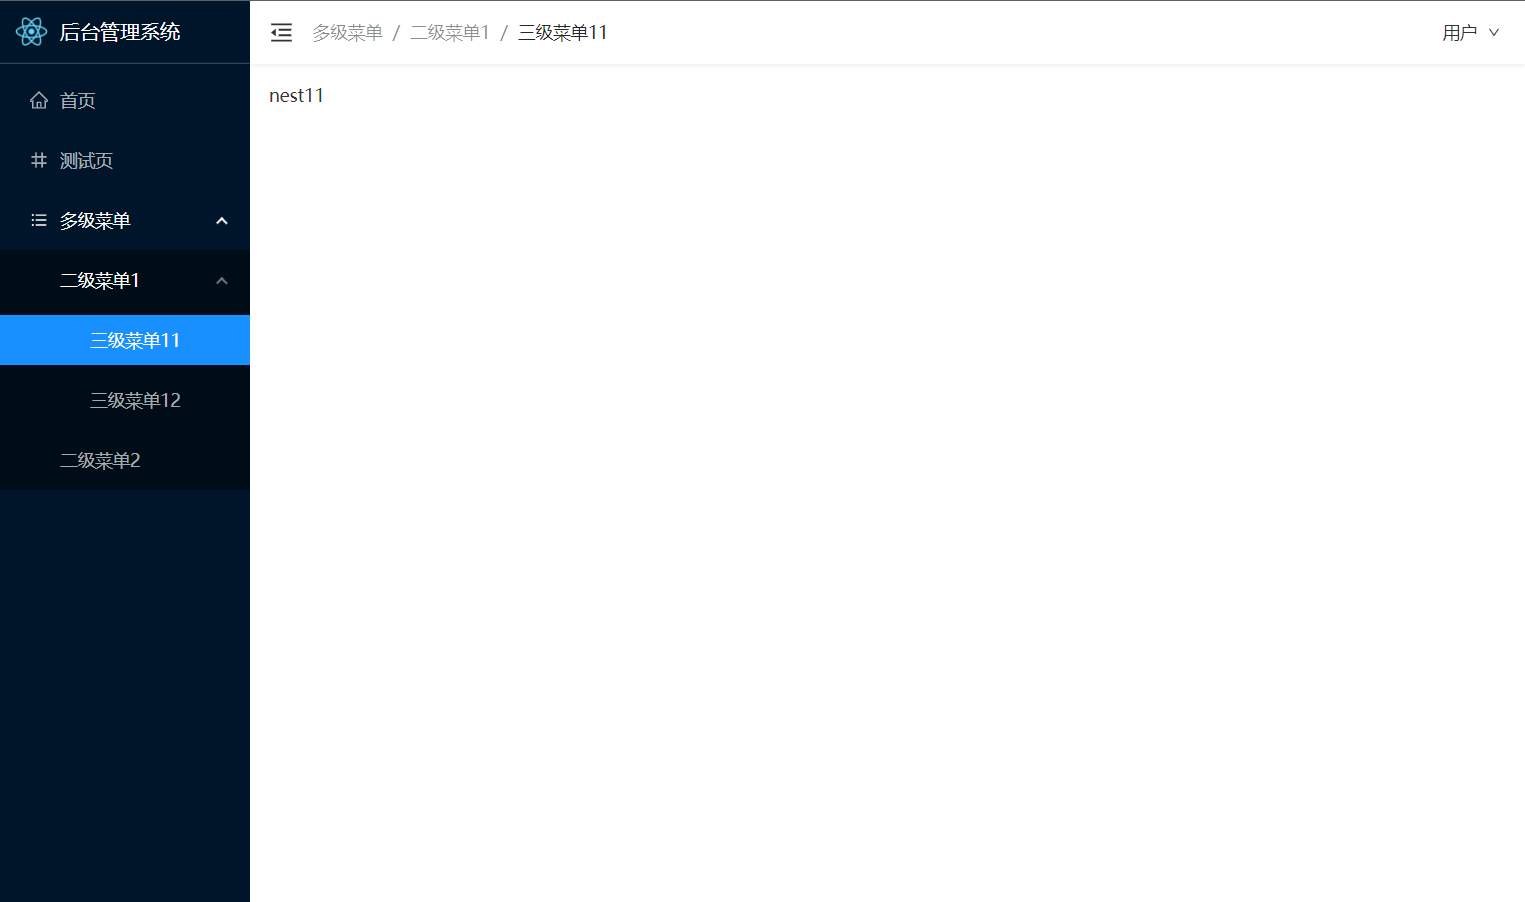 后台管理系统
首页
测试页
多级菜单
二级菜单1
三级菜单11
三级菜单12
二级菜单2
多级菜单 / 二级菜单1 / 三级菜单11
用户
nest11